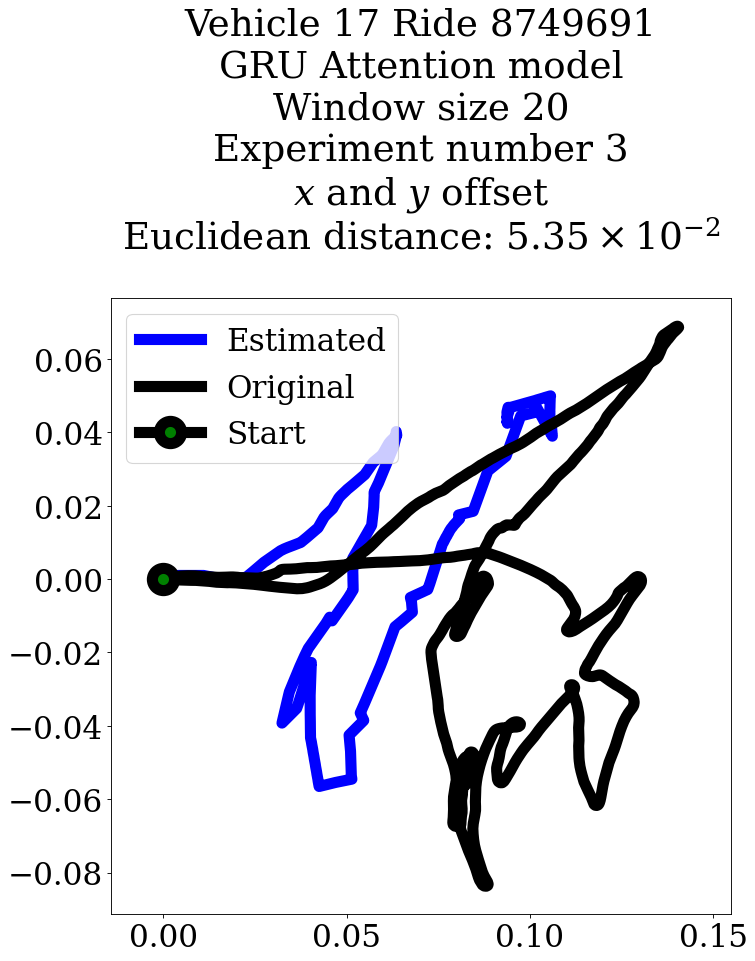 Vehicle 17 Ride 8749691
GRU Attention model
Window size 20
Experiment number 3
x and y offset
Euclidean distance: 5.35 × 10⁻²
Estimated
Original
Start
0.06
0.04
0.02
0.00
−0.02
−0.04
−0.06
−0.08
0.00 0.05 0.10 0.15